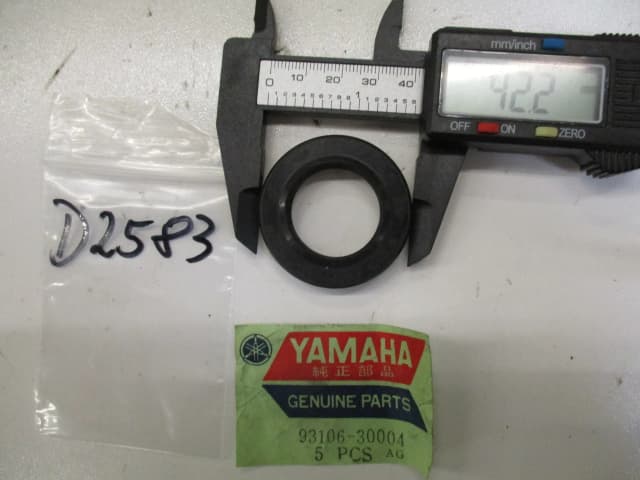 mm/inch
42.2
OFF ON ZERO
0 10 20 30 40
D2583
YAMAHA
純正部品
GENUINE PARTS
93106-30004
5 PCS AG